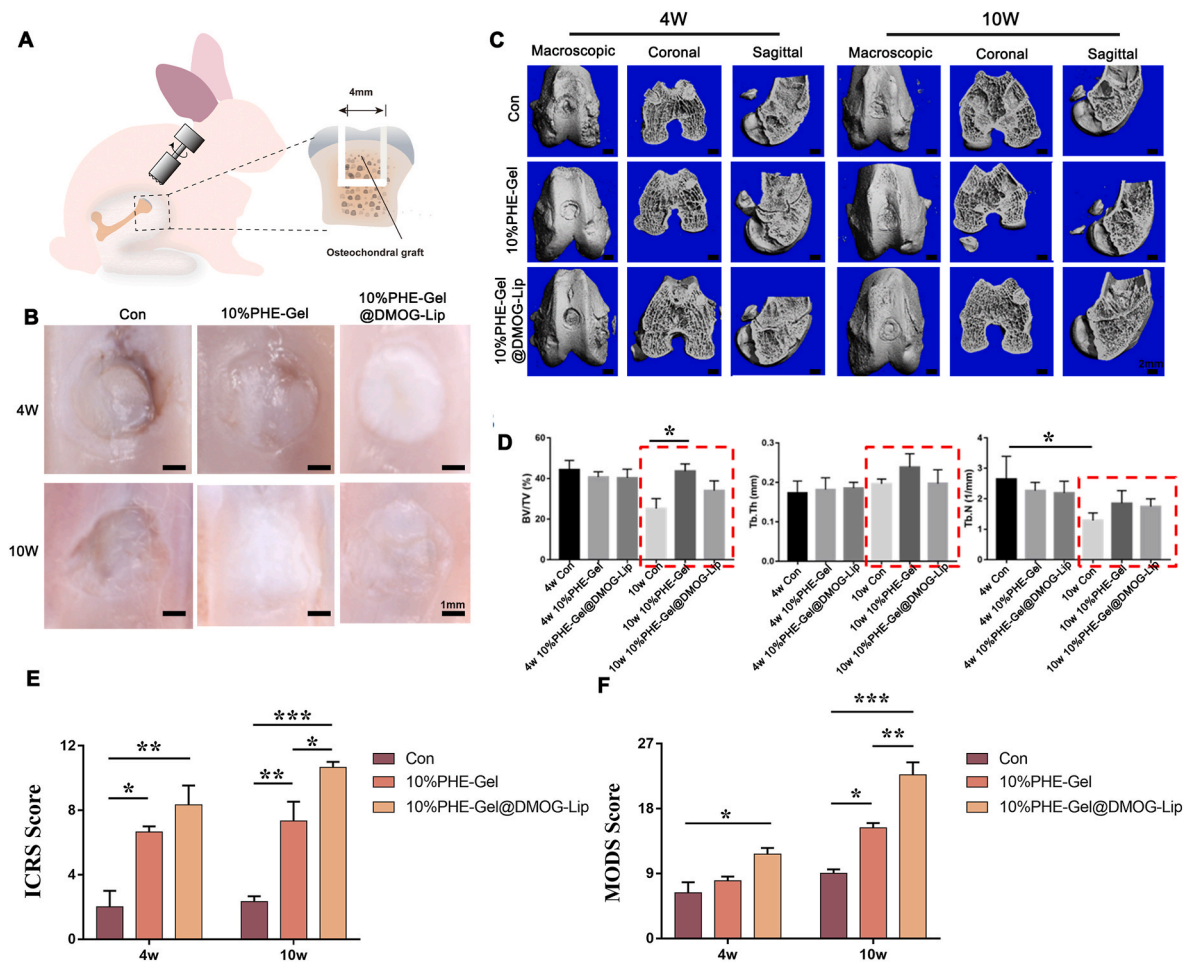 A
4mm
Osteochondral graft
B
Con
10%PHE-Gel
10%PHE-Gel
@DMOG-Lip
4W
10W
1mm
C
4W
10W
Macroscopic
Coronal
Sagittal
Macroscopic
Coronal
Sagittal
Con
10%PHE-Gel
10%PHE-Gel
@DMOG-Lip
2mm
D
BV/TV (%)
60
40
20
0
*
4w Con
4w 10%PHE-Gel
4w 10%PHE-Gel@DMOG-Lip
10w Con
10w 10%PHE-Gel
10w 10%PHE-Gel@DMOG-Lip
Tb.Th (mm)
0.3
0.2
0.1
0.0
4w Con
4w 10%PHE-Gel
4w 10%PHE-Gel@DMOG-Lip
10w Con
10w 10%PHE-Gel
10w 10%PHE-Gel@DMOG-Lip
Tb.N (1/mm)
4
3
2
1
0
*
4w Con
4w 10%PHE-Gel
4w 10%PHE-Gel@DMOG-Lip
10w Con
10w 10%PHE-Gel
10w 10%PHE-Gel@DMOG-Lip
E
ICRS Score
12
8
4
0
**
*
***
*
**
4w
10w
Con
10%PHE-Gel
10%PHE-Gel@DMOG-Lip
F
MODS Score
27
18
9
0
*
***
**
*
4w
10w
Con
10%PHE-Gel
10%PHE-Gel@DMOG-Lip